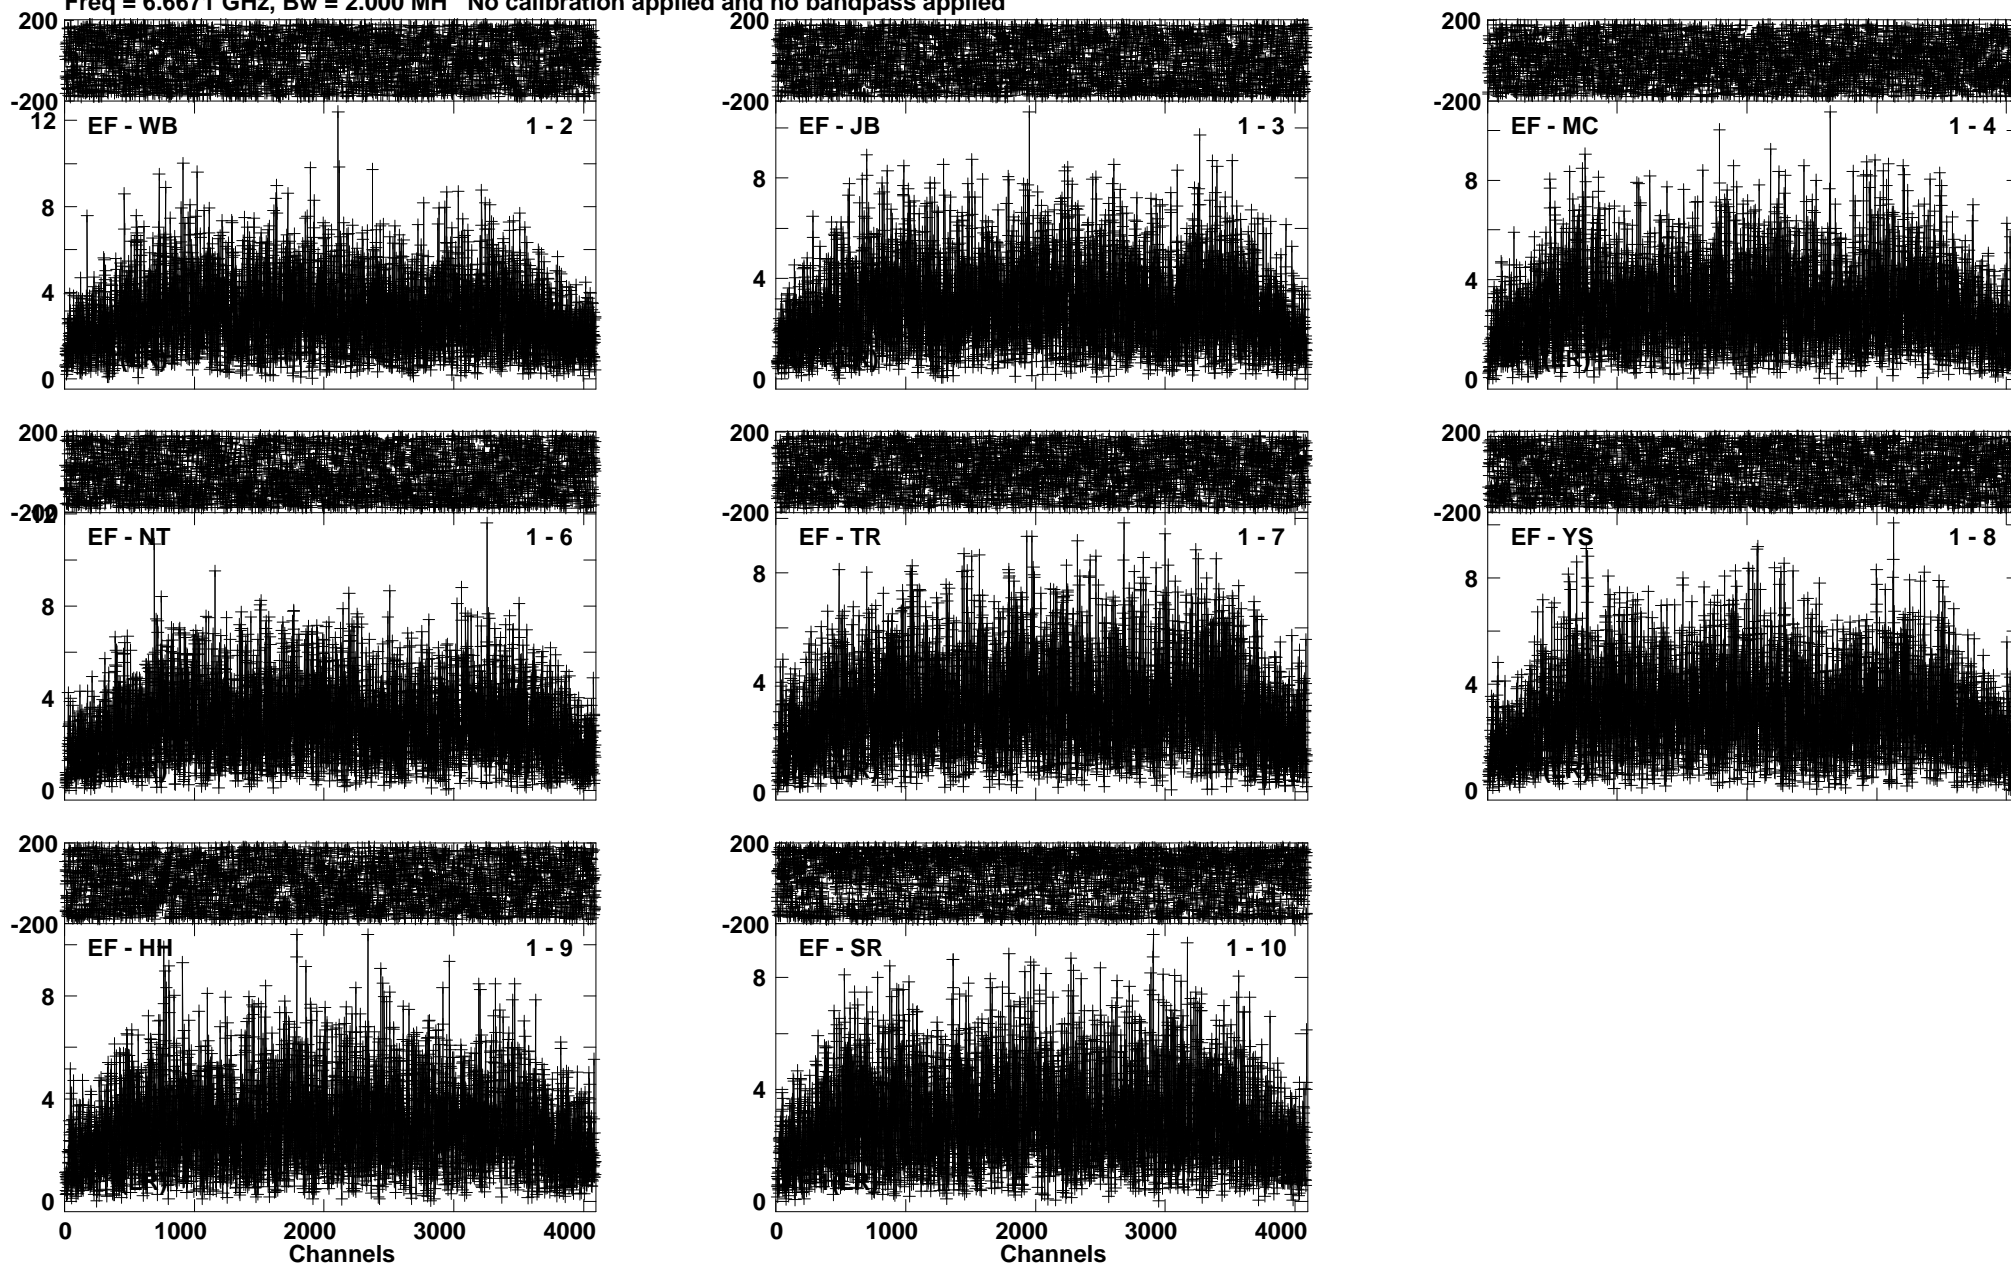 Freq = 6.6671 GHz, Bw = 2.000 MH No calibration applied and no bandpass applied
200 200 200
-200 -200 -200
12
EF - WB 1 - 2 EF - JB 1 - 3 EF - MC 1 - 4
8 8 8
4 4 4
0 0 0
200 200 200
-200 -200 -200
12
EF - NT 1 - 6 EF - TR 1 - 7 EF - YS 1 - 8
8 8 8
4 4 4
0 0 0
200 200
-200 -200
EF - HH 1 - 9 EF - SR 1 - 10
8 8
4 4
0 0
0 1000 2000 3000 4000 0 1000 2000 3000 4000
Channels Channels